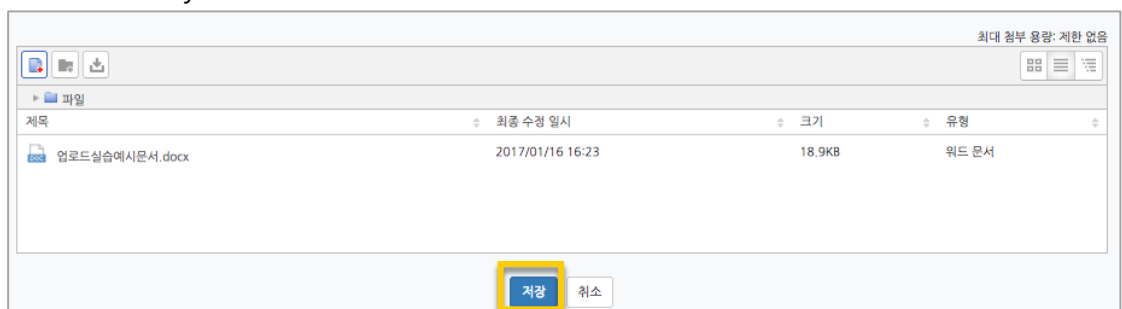 y
최대 첨부 용량: 제한 없음
파일
제목 최종 수정 일시 크기 유형
DOC 업로드실습예시문서.docx 2017/01/16 16:23 18.9KB 워드 문서
저장 취소